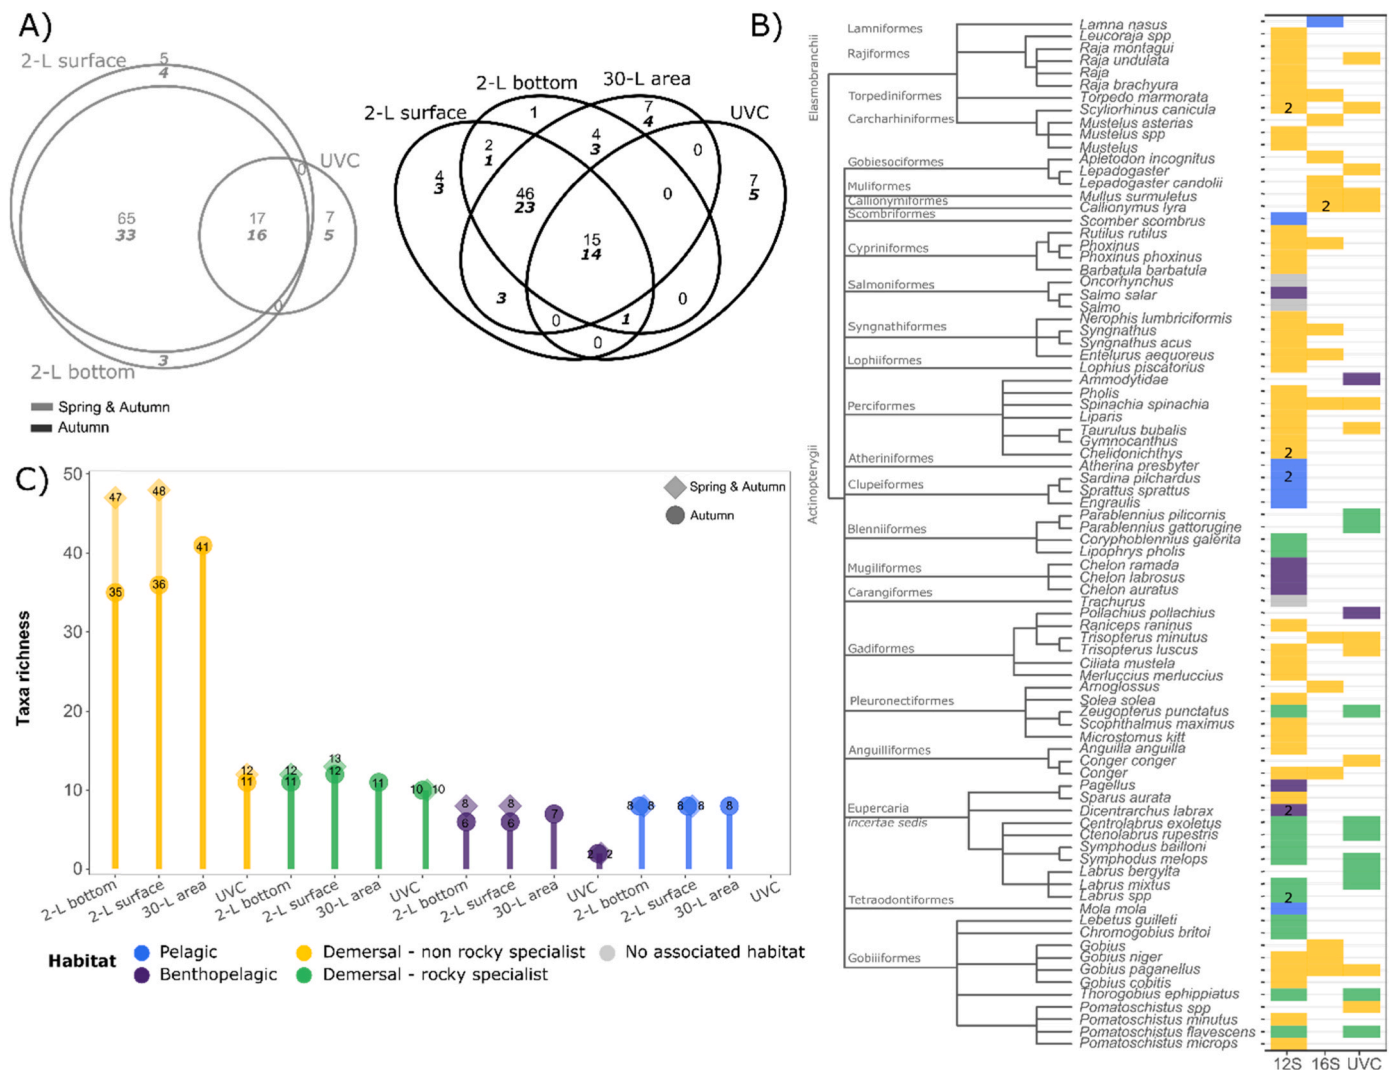 A)
2-L surface
5
4
UVC
0
65
33
17
16
7
5
0
3
2-L bottom
Spring & Autumn
Autumn
2-L surface
2-L bottom
30-L area
UVC
1
7
4
2
1
4
3
0
4
3
7
5
46
23
0
15
14
3
0
1
0
0
B)
Elasmobranchii
Actinopterygii
Lamniformes
Rajiformes
Torpediniformes
Carcharhiniformes
Gobiesociformes
Muliformes
Callionymiformes
Scombriformes
Cypriniformes
Salmoniformes
Syngnathiformes
Lophiiformes
Perciformes
Atheriniformes
Clupeiformes
Blenniiformes
Mugiliformes
Carangiformes
Gadiformes
Pleuronectiformes
Anguilliformes
Eupercaria
incertae sedis
Tetraodontiformes
Gobiiiformes
Lamna nasus
Leucoraja spp
Raja montagui
Raja undulata
Raja
Raja brachyura
Torpedo marmorata
Scyliorhinus canicula 2
Mustelus asterias
Mustelus spp
Mustelus
Apletodon incognitus
Lepadogaster
Lepadogaster candolii
Mullus surmuletus
Callionymus lyra 2
Scomber scombrus
Rutilus rutilus
Phoxinus
Phoxinus phoxinus
Barbatula barbatula
Oncorhynchus
Salmo salar
Salmo
Nerophis lumbriciformis
Syngnathus
Syngnathus acus
Entelurus aequoreus
Lophius piscatorius
Ammodytidae
Pholis
Spinachia spinachia
Liparis
Taurulus bubalis
Gymnocanthus
Chelidonichthys 2
Atherina presbyter
Sardina pilchardus 2
Sprattus sprattus
Engraulis
Parablennius pilicornis
Parablennius gattorugine
Coryphoblennius galerita
Lipophrys pholis
Chelon ramada
Chelon labrosus
Chelon auratus
Trachurus
Pollachius pollachius
Raniceps raninus
Trisopterus minutus
Trisopterus luscus
Ciliata mustela
Merluccius merluccius
Arnoglossus
Solea solea
Zeugopterus punctatus
Scophthalmus maximus
Microstomus kitt
Anguilla anguilla
Conger conger
Conger
Pagellus
Sparus aurata
Dicentrarchus labrax 2
Centrolabrus exoletus
Ctenolabrus rupestris
Symphodus bailloni
Symphodus melops
Labrus bergylta
Labrus mixtus
Labrus spp 2
Mola mola
Lebetus guilleti
Chromogobius britoi
Gobius
Gobius niger
Gobius paganellus
Gobius cobitis
Thorogobius ephippiatus
Pomatoschistus spp
Pomatoschistus minutus
Pomatoschistus flavescens
Pomatoschistus microps
12S 16S UVC
C)
Taxa richness
50
40
30
20
10
0
Spring & Autumn
Autumn
47
35
48
36
41
12
11
12
11
13
12
11
10 10
8
6
8
6
7
2 2
8 8
8 8
8
2-L bottom
2-L surface
30-L area
UVC
2-L bottom
2-L surface
30-L area
UVC
2-L bottom
2-L surface
30-L area
UVC
2-L bottom
2-L surface
30-L area
UVC
Habitat
Pelagic
Benthopelagic
Demersal - non rocky specialist
Demersal - rocky specialist
No associated habitat